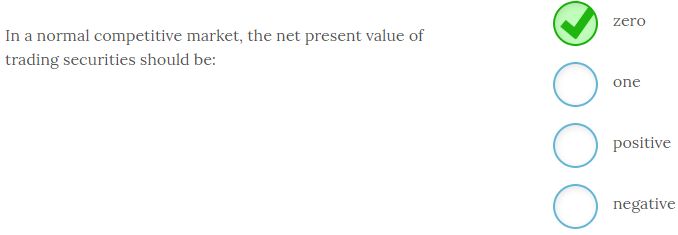 In a normal competitive market, the net present value of
trading securities should be:
zero
one
positive
negative